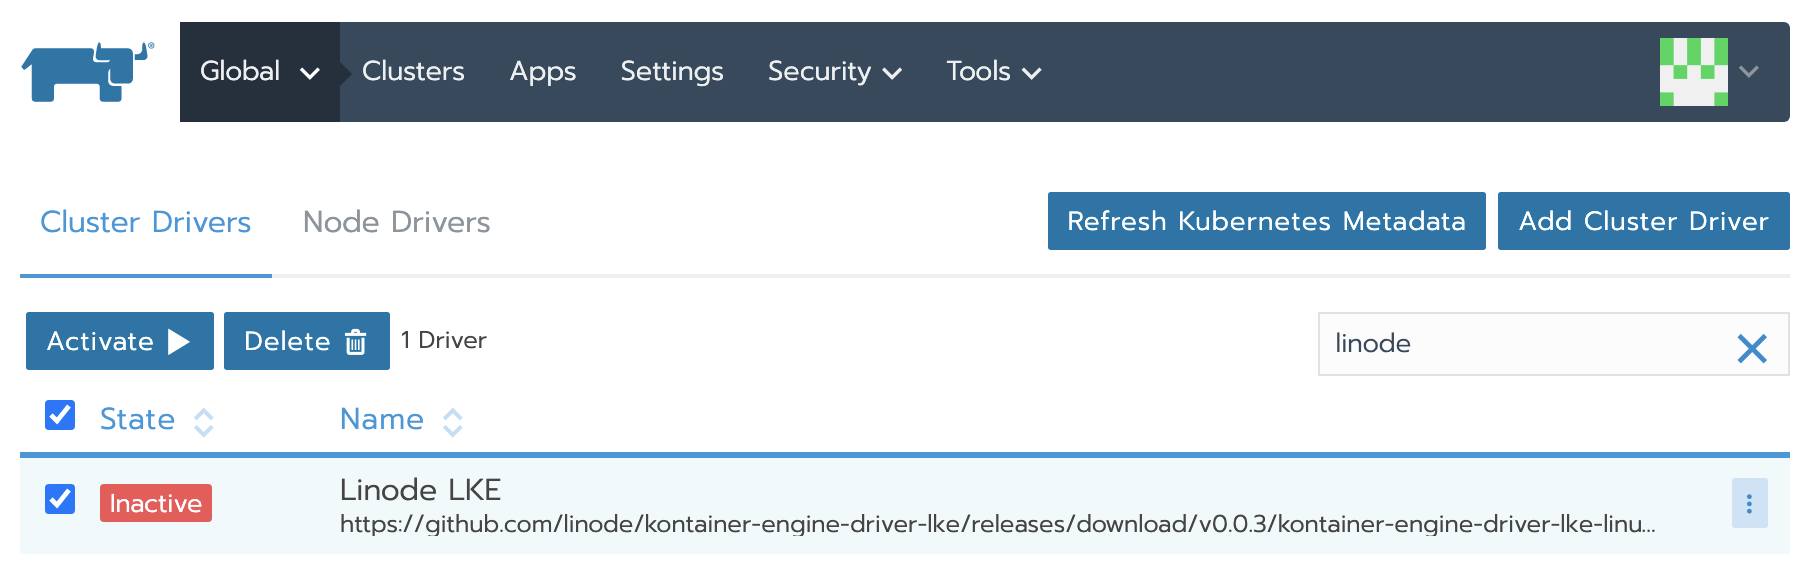 Global Clusters Apps Settings Security Tools
Cluster Drivers Node Drivers Refresh Kubernetes Metadata Add Cluster Driver
Activate Delete 1 Driver linode
State Name
Inactive Linode LKE
https://github.com/linode/kontainer-engine-driver-lke/releases/download/v0.0.3/kontainer-engine-driver-lke-linu...